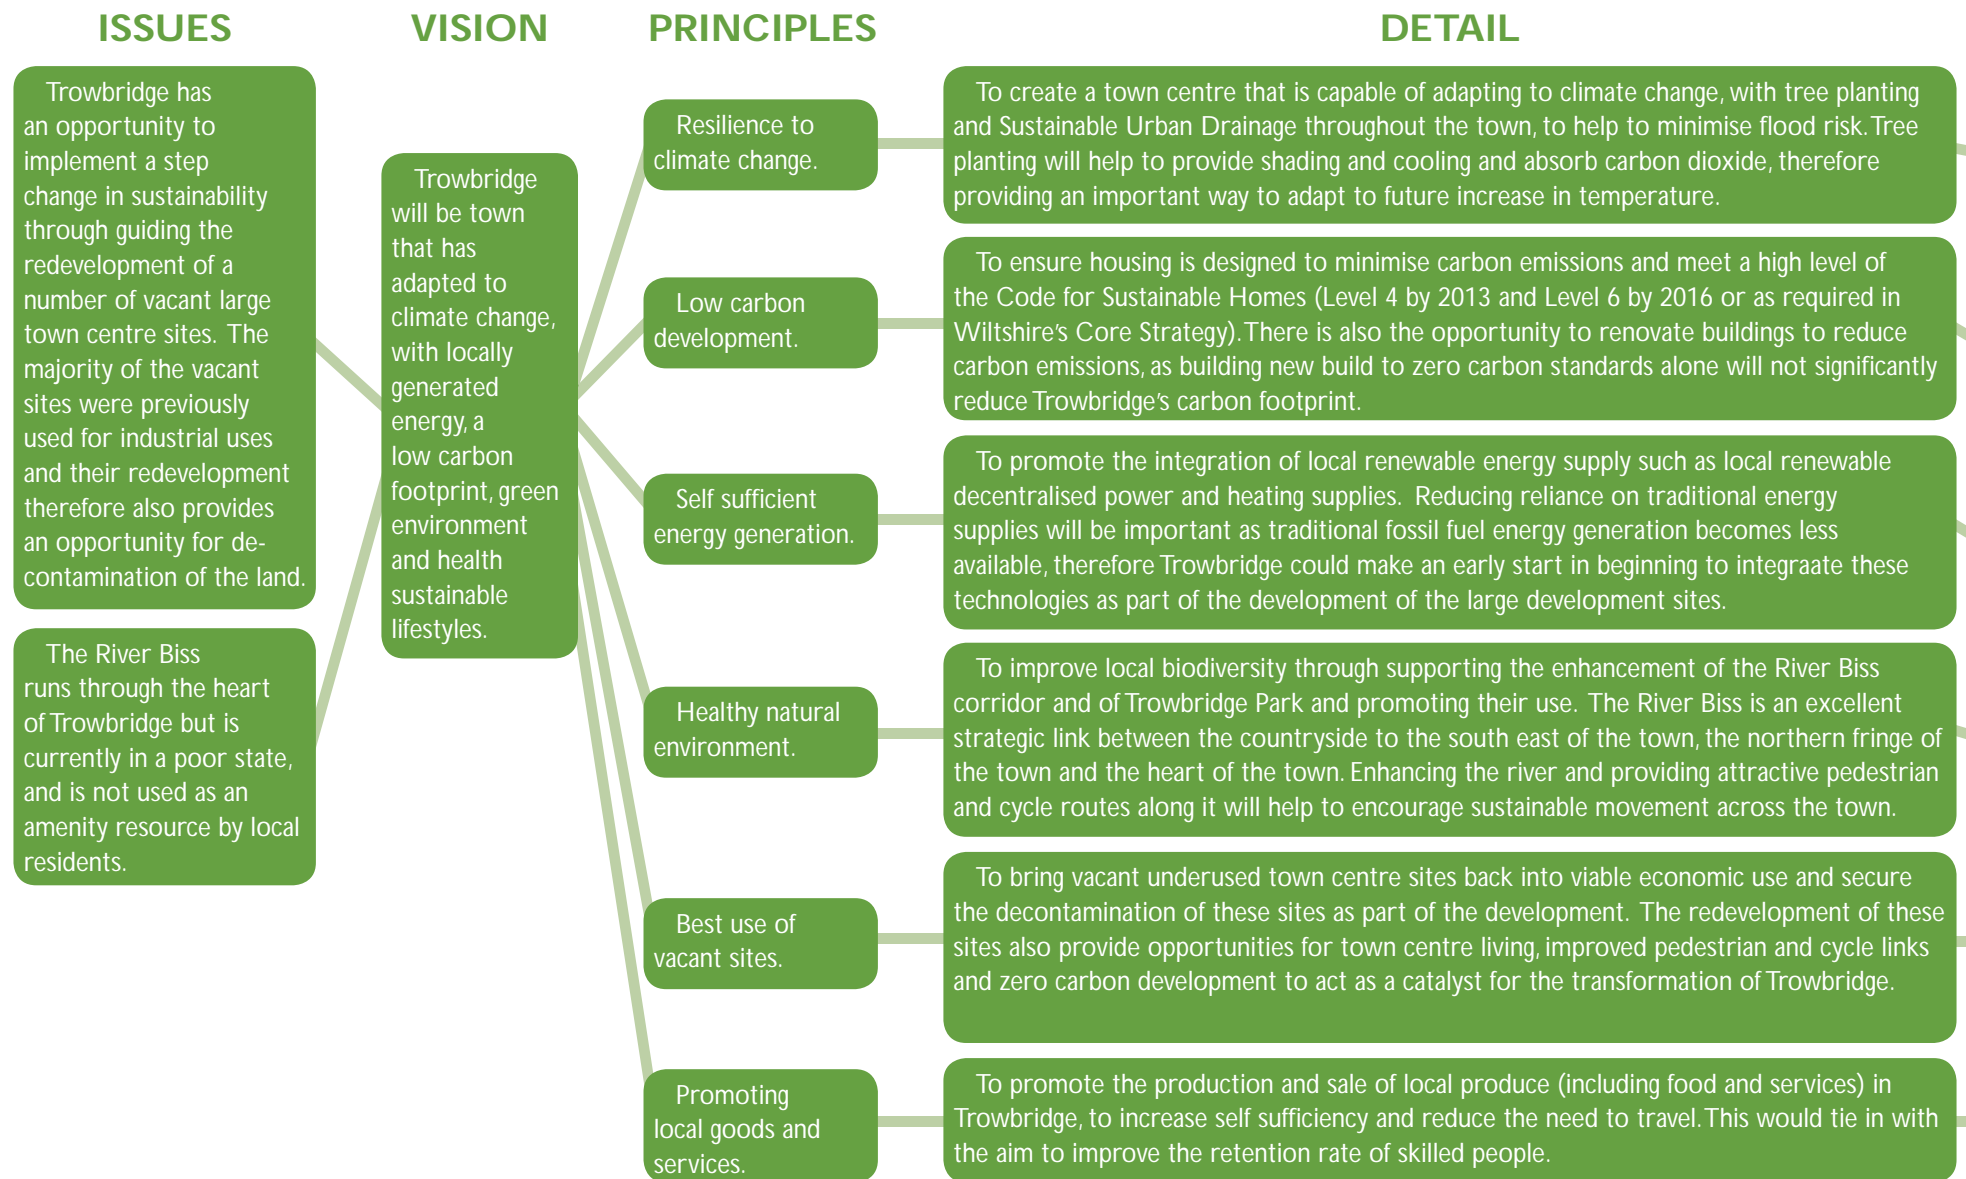 ISSUES
VISION
PRINCIPLES
DETAIL
Trowbridge has
an opportunity to
implement a step
change in sustainability
through guiding the
redevelopment of a
number of vacant large
town centre sites. The
majority of the vacant
sites were previously
used for industrial uses
and their redevelopment
therefore also provides
an opportunity for de-
contamination of the land.
The River Biss
runs through the heart
of Trowbridge but is
currently in a poor state,
and is not used as an
amenity resource by local
residents.
Trowbridge
will be town
that has
adapted to
climate change,
with locally
generated
energy, a
low carbon
footprint, green
environment
and health
sustainable
lifestyles.
Resilience to
climate change.
To create a town centre that is capable of adapting to climate change, with tree planting
and Sustainable Urban Drainage throughout the town, to help to minimise flood risk. Tree
planting will help to provide shading and cooling and absorb carbon dioxide, therefore
providing an important way to adapt to future increase in temperature.
Low carbon
development.
To ensure housing is designed to minimise carbon emissions and meet a high level of
the Code for Sustainable Homes (Level 4 by 2013 and Level 6 by 2016 or as required in
Wiltshire's Core Strategy). There is also the opportunity to renovate buildings to reduce
carbon emissions, as building new build to zero carbon standards alone will not significantly
reduce Trowbridge's carbon footprint.
Self sufficient
energy generation.
To promote the integration of local renewable energy supply such as local renewable
decentralised power and heating supplies. Reducing reliance on traditional energy
supplies will be important as traditional fossil fuel energy generation becomes less
available, therefore Trowbridge could make an early start in beginning to integraate these
technologies as part of the development of the large development sites.
Healthy natural
environment.
To improve local biodiversity through supporting the enhancement of the River Biss
corridor and of Trowbridge Park and promoting their use. The River Biss is an excellent
strategic link between the countryside to the south east of the town, the northern fringe of
the town and the heart of the town. Enhancing the river and providing attractive pedestrian
and cycle routes along it will help to encourage sustainable movement across the town.
Best use of
vacant sites.
To bring vacant underused town centre sites back into viable economic use and secure
the decontamination of these sites as part of the development. The redevelopment of these
sites also provide opportunities for town centre living, improved pedestrian and cycle links
and zero carbon development to act as a catalyst for the transformation of Trowbridge.
Promoting
local goods and
services.
To promote the production and sale of local produce (including food and services) in
Trowbridge, to increase self sufficiency and reduce the need to travel. This would tie in with
the aim to improve the retention rate of skilled people.